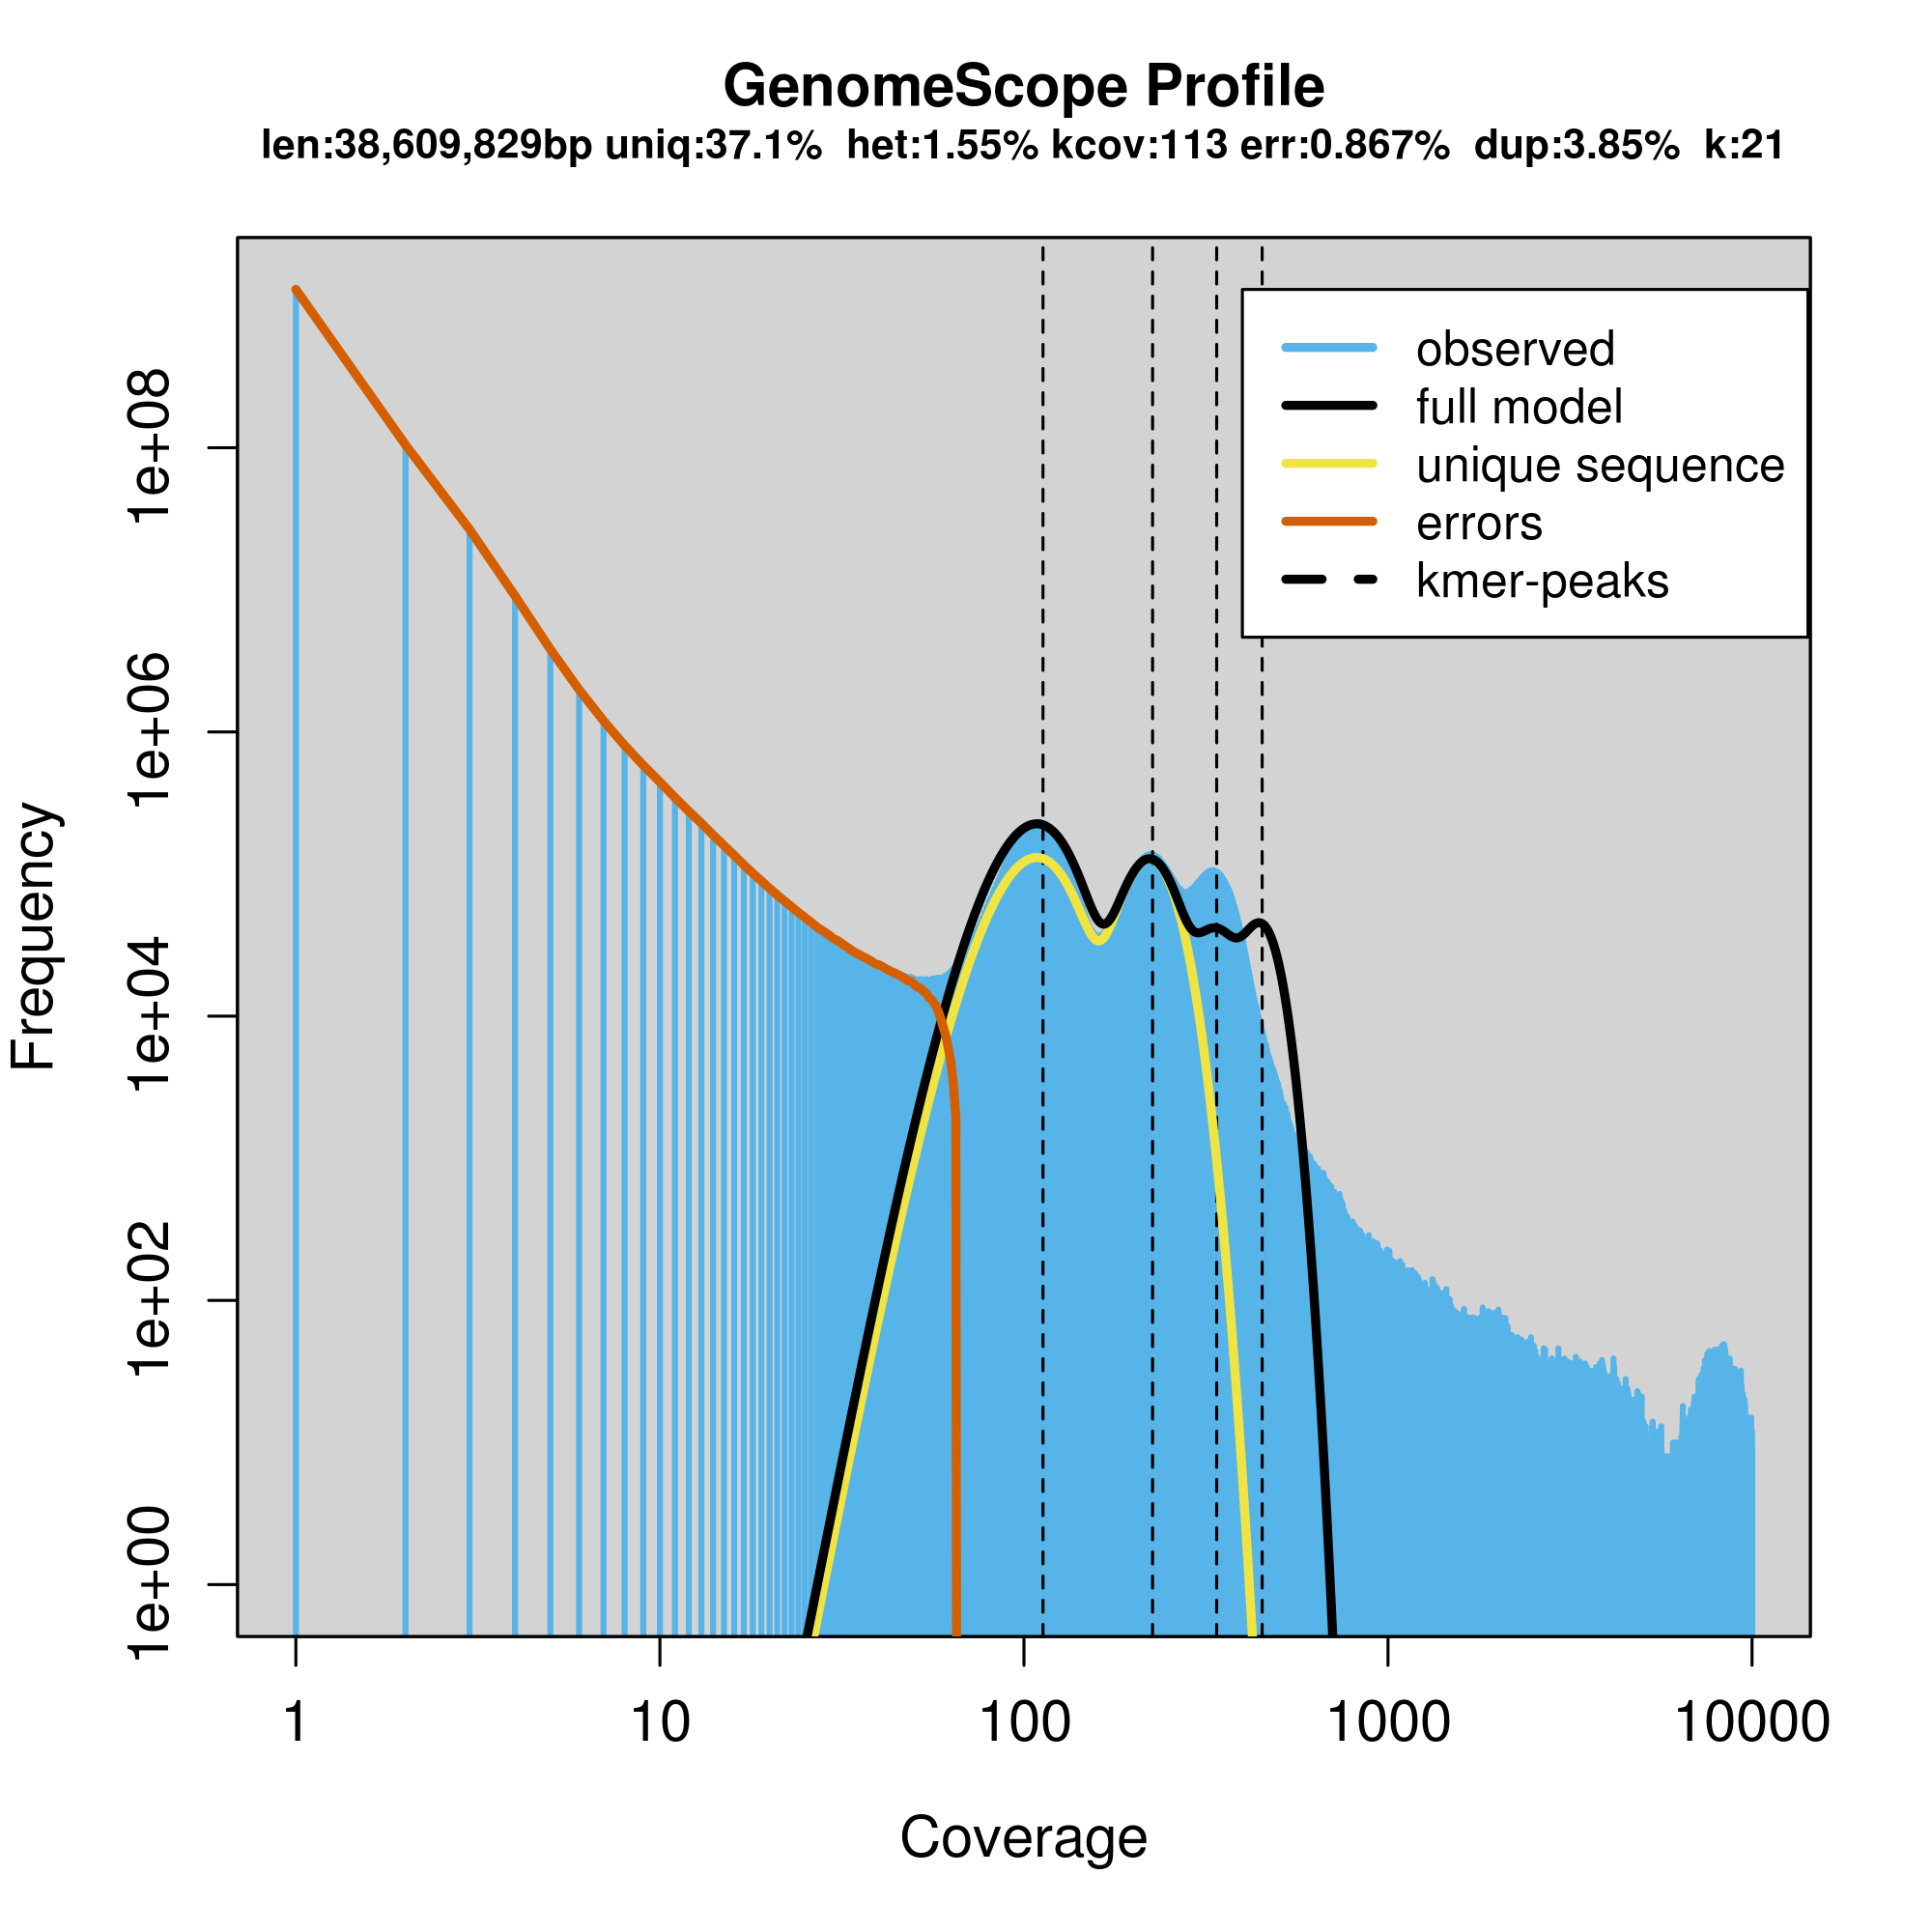 GenomeScope Profile
len:38,609,829bp uniq:37.1% het:1.55% kcov:113 err:0.867% dup:3.85% k:21
observed
full model
unique sequence
errors
kmer-peaks
Frequency
1e+08
1e+06
1e+04
1e+02
1e+00
1 10 100 1000 10000
Coverage